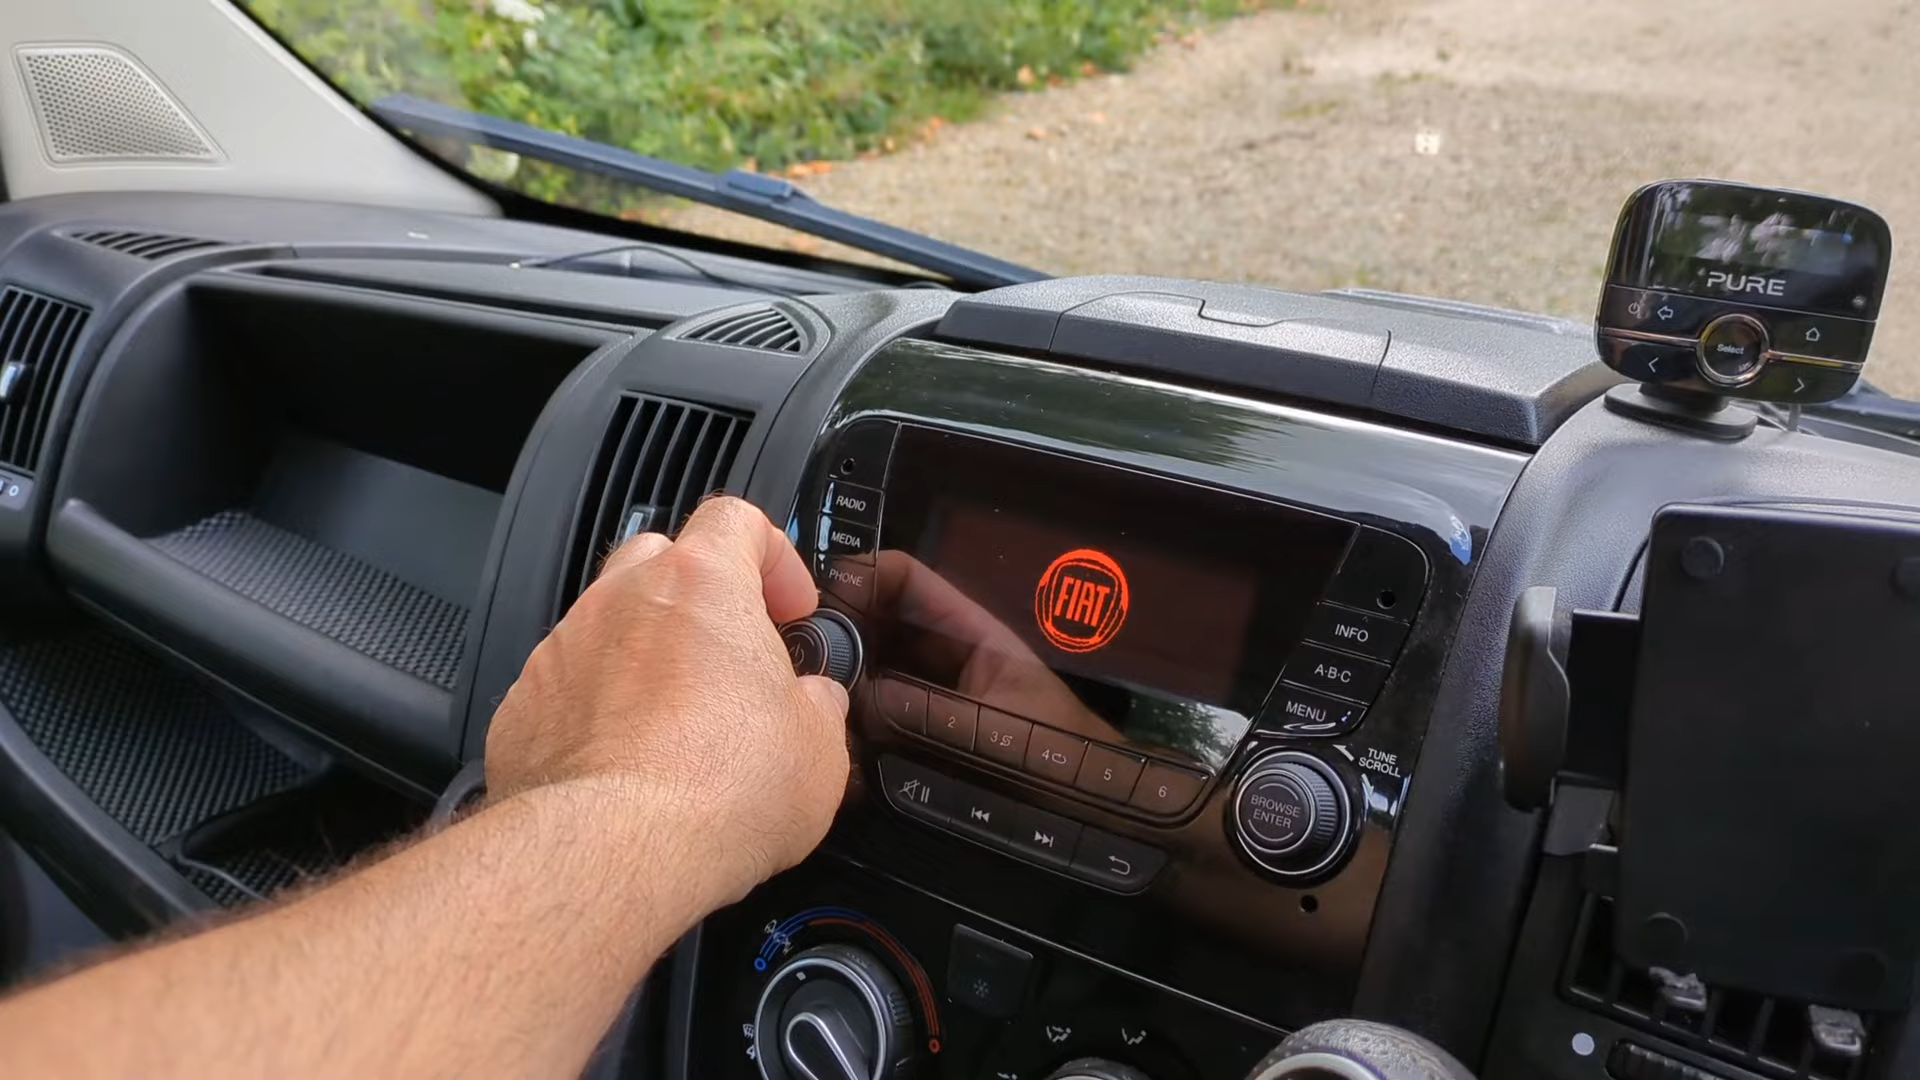 PURE
Select
RADIO
MEDIA
PHONE
FIAT
INFO
A·B·C
MENU
1
2
3
4
5
6
TUNE
SCROLL
BROWSE
ENTER